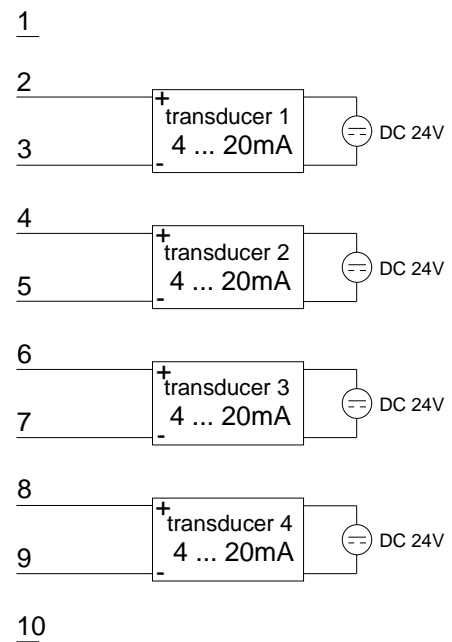 1
2
+
transducer 1
DC 24V
4 ... 20mA
3
-
4
+
transducer 2
DC 24V
4 ... 20mA
5
-
6
+
transducer 3
DC 24V
4 ... 20mA
7
-
8
+
transducer 4
DC 24V
4 ... 20mA
9
-
10